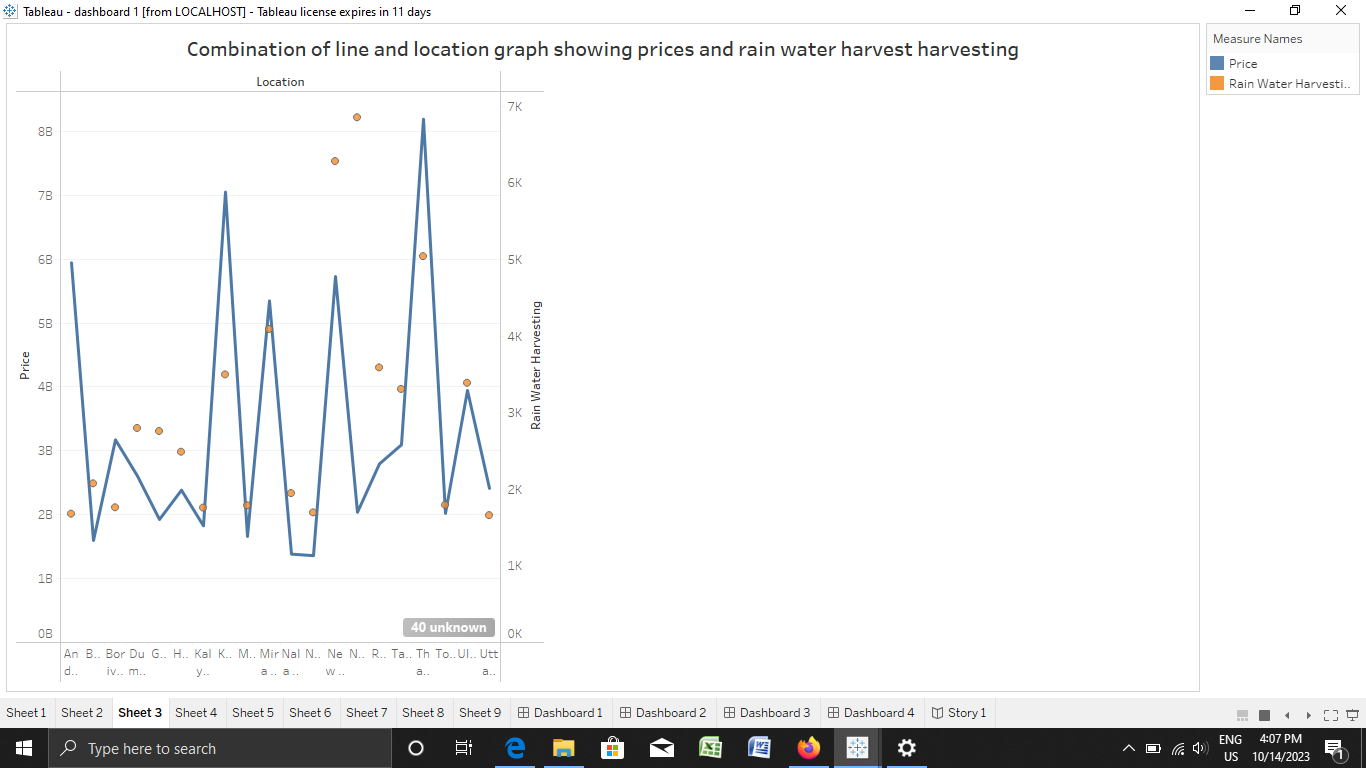 Tableau - dashboard 1 [from LOCALHOST] - Tableau license expires in 11 days
Combination of line and location graph showing prices and rain water harvest harvesting
Measure Names
Price
Rain Water Harvesti..
Location
8B
7B
6B
5B
4B
3B
2B
1B
0B
Price
7K
6K
5K
4K
3K
2K
1K
0K
Rain Water Harvesting
40 unknown
An B.. Bor Du G.. H.. Kal K.. M.. Mir Nal N.. Ne N.. R.. Ta.. Th To.. Ul.. Utt
d.. iv.. m.. y.. a .. a .. w .. a.. a..
Sheet 1 Sheet 2 Sheet 3 Sheet 4 Sheet 5 Sheet 6 Sheet 7 Sheet 8 Sheet 9 Dashboard 1 Dashboard 2 Dashboard 3 Dashboard 4 Story 1
Type here to search
ENG 4:07 PM
US 10/14/2023
1